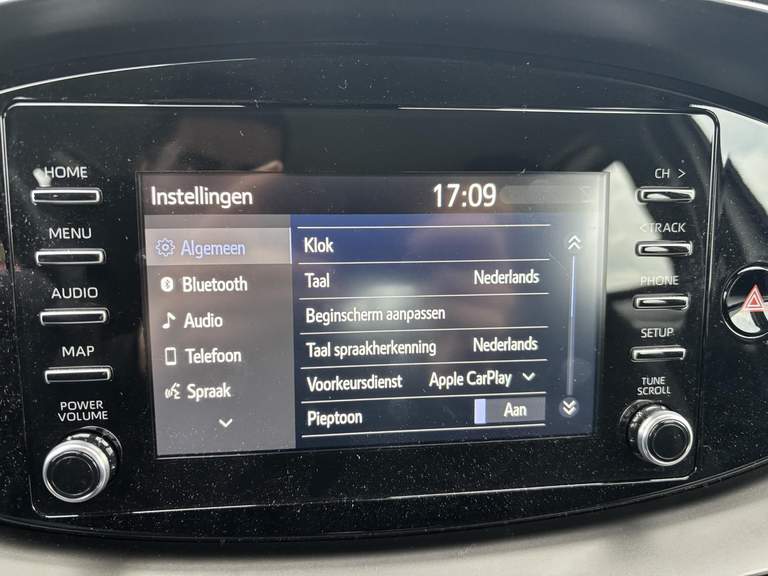 HOME
MENU
AUDIO
MAP
POWER
VOLUME
Instellingen 17:09
Algemeen
Bluetooth
Audio
Telefoon
Spraak
Klok
Taal Nederlands
Beginscherm aanpassen
Taal spraakherkenning Nederlands
Voorkeursdienst Apple CarPlay
Pieptoon Aan
CH >
< TRACK
PHONE
SETUP
TUNE
SCROLL